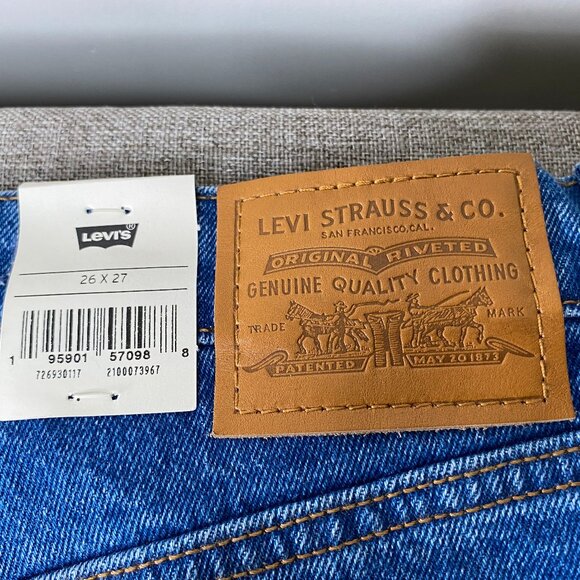 LEVI'S®
26 X 27
1 95901 57098 8
726930117 2100073967
LEVI STRAUSS & CO.
SAN FRANCISCO, CAL.
ORIGINAL RIVETED
GENUINE QUALITY CLOTHING
TRADE MARK
PATENTED MAY 20 1873